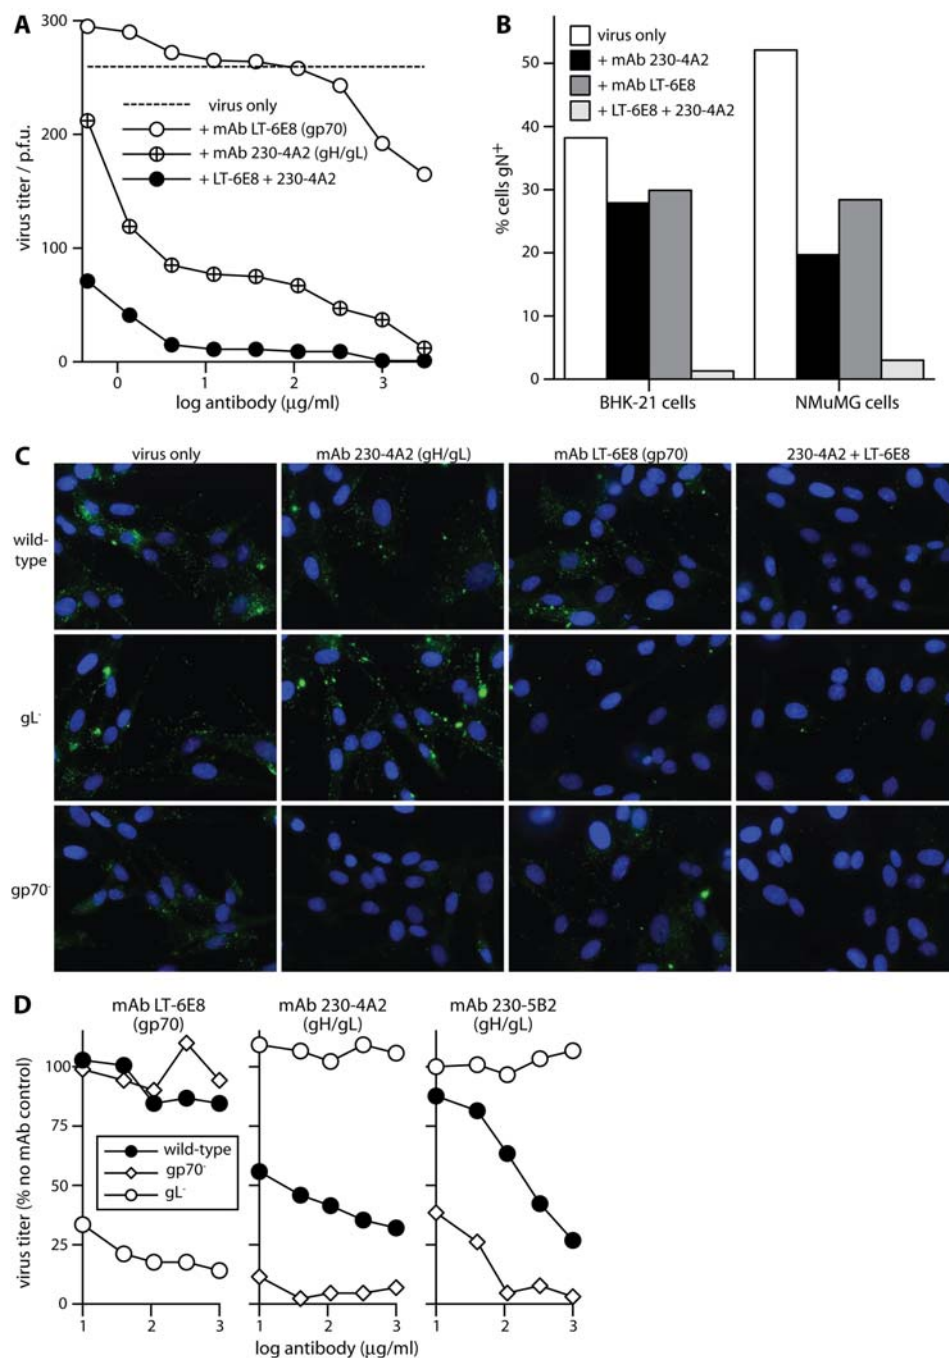 A
300
200
100
0
virus titer / p.f.u.
virus only
+ mAb LT-6E8 (gp70)
+ mAb 230-4A2 (gH/gL)
+ LT-6E8 + 230-4A2
0 1 2 3
log antibody (µg/ml)
B
50
40
30
20
10
0
% cells gN⁺
virus only
+ mAb 230-4A2
+ mAb LT-6E8
+ LT-6E8 + 230-4A2
BHK-21 cells
NMuMG cells
C
virus only
mAb 230-4A2 (gH/gL)
mAb LT-6E8 (gp70)
230-4A2 + LT-6E8
wild-
type
gL⁻
gp70⁻
D
mAb LT-6E8
(gp70)
mAb 230-4A2
(gH/gL)
mAb 230-5B2
(gH/gL)
virus titer (% no mAb control)
100
75
50
25
0
wild-type
gp70⁻
gL⁻
1 2 3
1 2 3
1 2 3
log antibody (µg/ml)